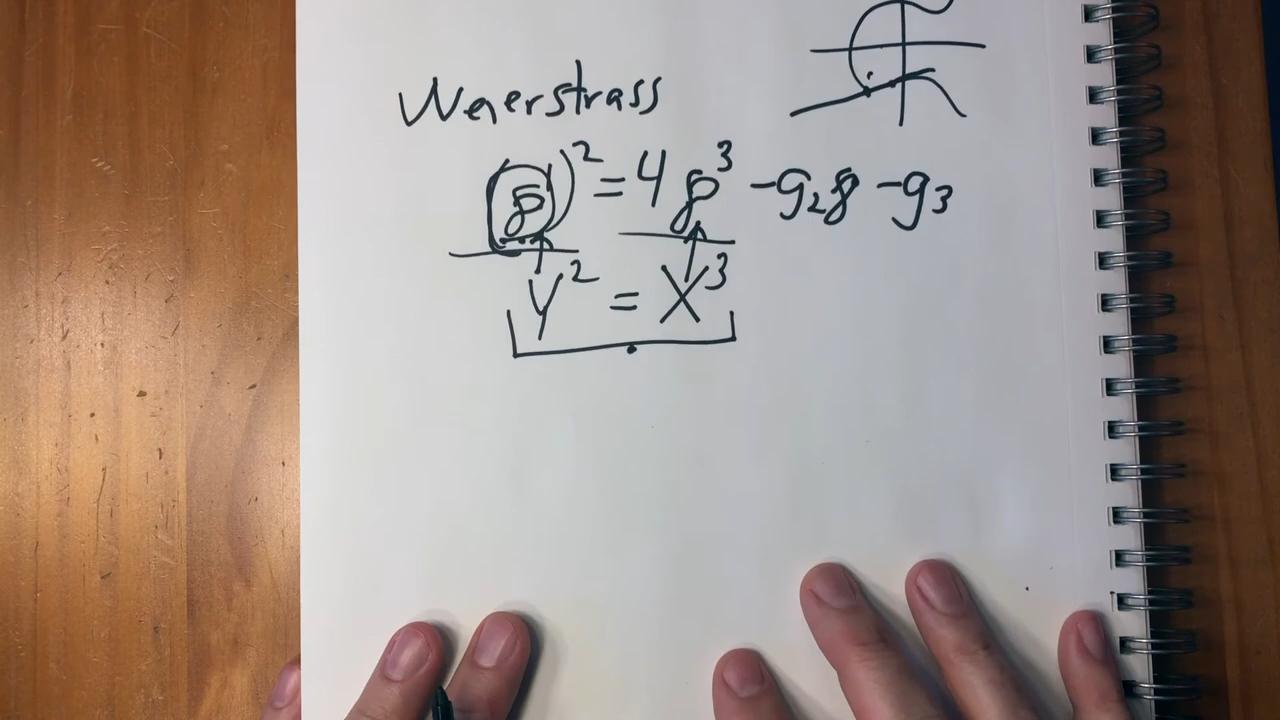 Weierstrass
(℘')² = 4℘³ - g₂℘ - g₃
Y² = X³